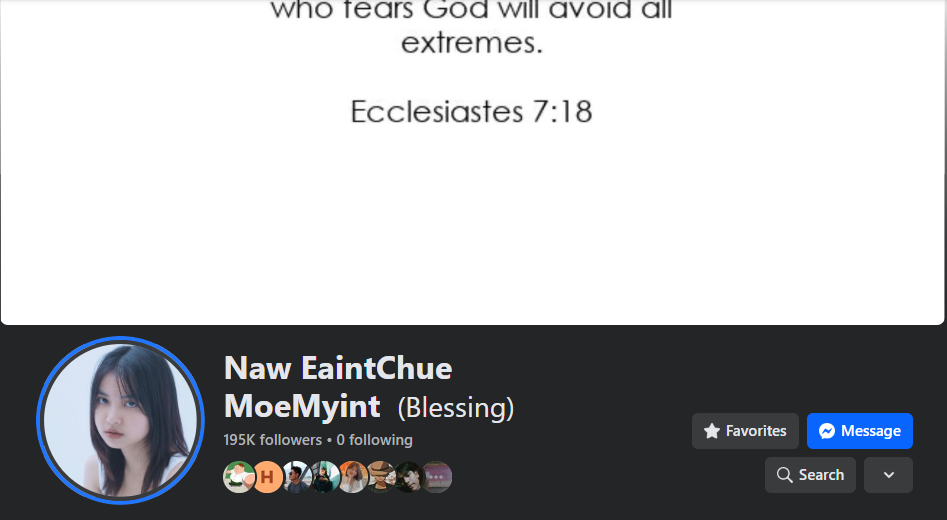 who fears God will avoid all
extremes.
Ecclesiastes 7:18
Naw EaintChue
MoeMyint (Blessing)
195K followers • 0 following
H
Favorites
Message
Search